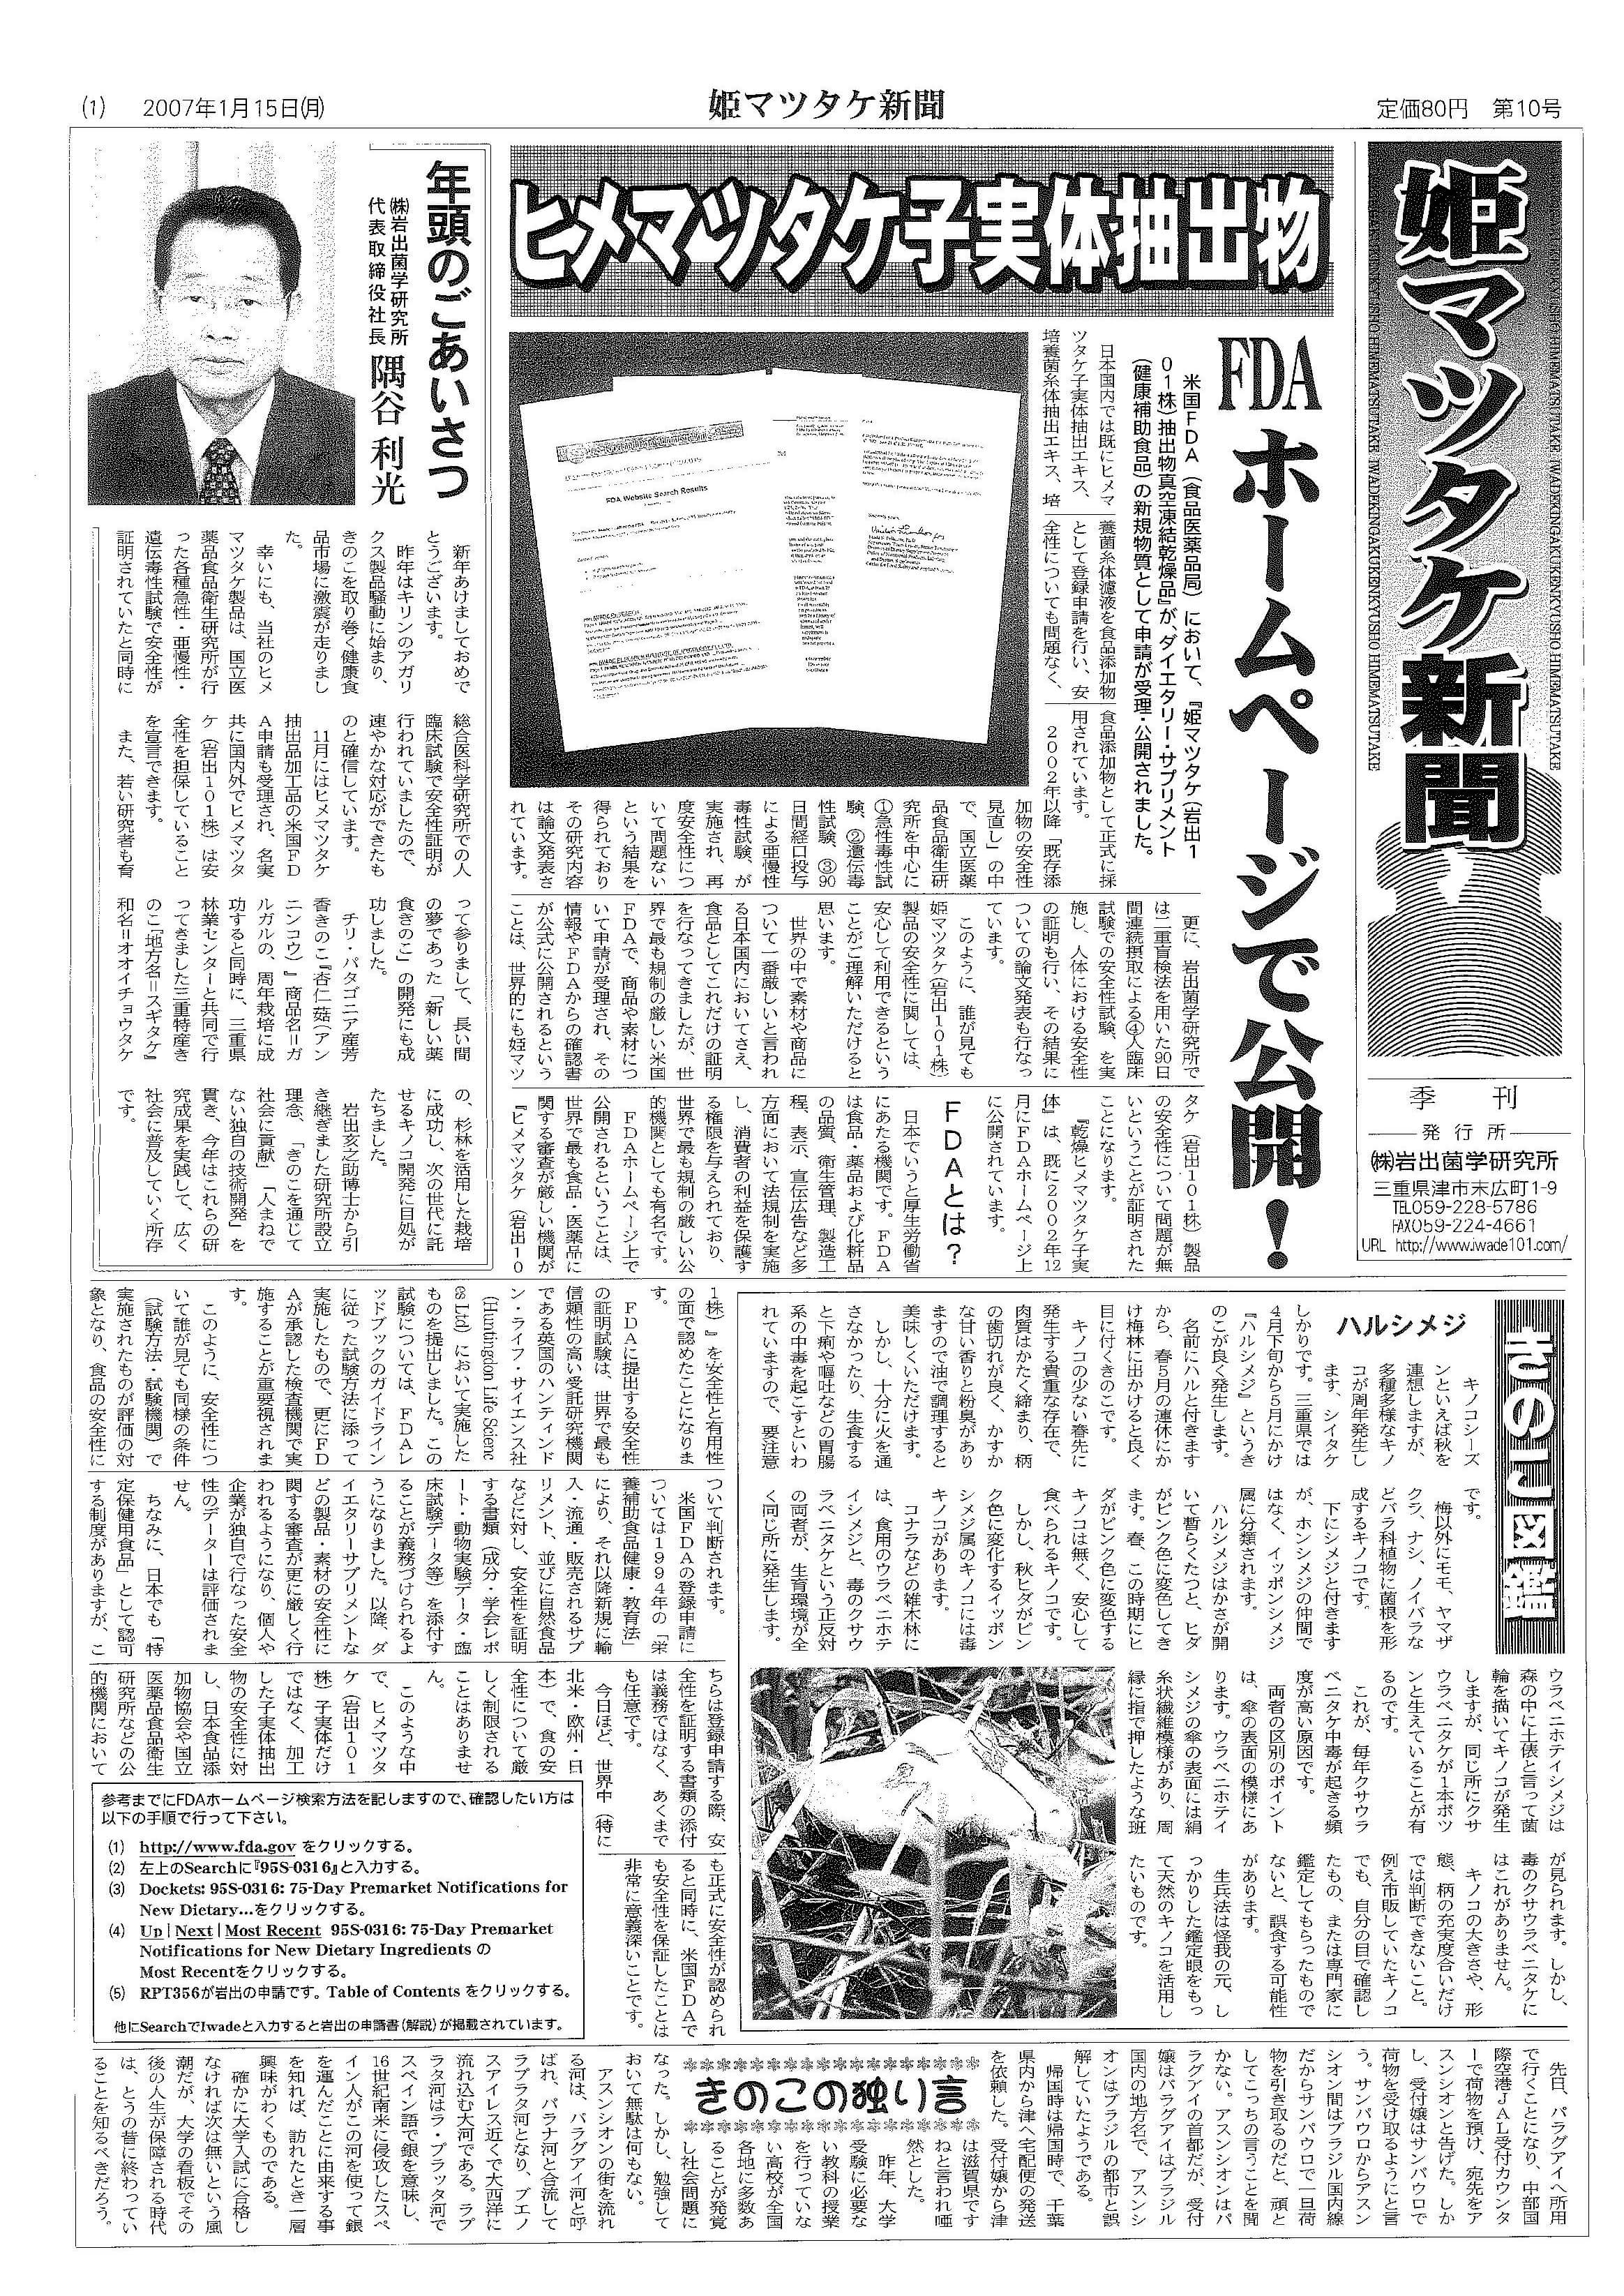 (1) 2007年1月15日(月)
姫マツタケ新聞
定価80円 第10号
姫マツタケ新聞
季刊
発行所
㈱岩出菌学研究所
三重県津市末広町1-9
TEL059-228-5786
FAX059-224-4661
URL http://www.iwade101.com/
ヒメマツタケ子実体抽出物
FDAホームページで公開！
米国FDA（食品医薬品局）において、『姫マツタケ（岩出1
01株）抽出物真空凍結乾燥品』が、ダイエタリー・サプリメント
（健康補助食品）の新規物質として申請が受理・公開されました。
日本国内では既にヒメマ
ツタケ子実体抽出エキス、
培養菌糸体抽出エキス、培
養菌糸体濾液を食品添加物
として登録申請を行い、安
全性についても問題なく、
食品添加物として正式に採
用されています。
2002年以降「既存添
加物の安全性
見直し」の中
で、国立医薬
品食品衛生研
究所を中心に
①急性毒性試
験、②遺伝毒
性試験、③90
日間経口投与
による亜慢性
毒性試験、が
実施され、再
度安全性につ
いて問題ない
という結果を
得られており
その研究内容
は論文発表さ
れています。
更に、岩出菌学研究所で
は二重盲検法を用いた90日
間連続摂取による④人臨床
試験での安全性試験、を実
施し、人体における安全性
の証明も行い、その結果に
ついての論文発表も行なっ
ています。
このように、誰が見ても
姫マツタケ（岩出101株）
製品の安全性に関しては、
安心して利用できるという
ことがご理解いただけると
思います。
世界の中で素材や商品に
ついて一番厳しいと言われ
る日本国内においてさえ、
食品としてこれだけの証明
を行なってきましたが、世
界で最も規制の厳しい米国
FDAで、商品や素材につ
いて申請が受理され、その
情報やFDAからの確認書
が公式に公開されるという
ことは、世界的にも姫マツ
タケ（岩出101株）製品
の安全性について問題が無
いということが証明された
ことになります。
『乾燥ヒメマツタケ子実
体』は、既に2002年12
月にFDAホームページ上
に公開されています。
FDAとは？
日本でいうと厚生労働省
にあたる機関です。FDA
は食品・薬品および化粧品
の品質、衛生管理、製造工
程、表示、宣伝広告など多
方面において法規制を実施
し、消費者の利益を保護す
る権限を与えられており、
世界で最も規制の厳しい公
的機関としても有名です。
FDAホームページ上で
公開されるということは、
世界で最も食品・医薬品に
関する審査が厳しい機関が
『ヒメマツタケ（岩出10
1株）』を安全性と有用性
の面で認めたことになりま
す。
FDAに提出する安全性
の証明試験は、世界で最も
信頼性の高い受託研究機関
である英国のハンティンド
ン・ライフ・サイエンス社
(Huntingdon Life Scienc
es Ltd) において実施した
ものを提出しました。この
試験については、FDAレ
ッドブックのガイドライン
に従った試験方法に添って
実施したもので、更にFD
Aが承認した検査機関で実
施することが重要視されま
す。
このように、安全性につ
いて誰が見ても同様の条件
（試験方法・試験機関）で
実施されたものが評価の対
象となり、食品の安全性に
ついて判断されます。
米国FDAの登録申請に
ついては1994年の「栄
養補助食品健康・教育法」
により、それ以降新規に輸
入・流通・販売されるサプ
リメント、並びに自然食品
などに対し、安全性を証明
する書類（成分・学会レポ
ート・動物実験データ・臨
床試験データ等）を添付す
ることが義務づけられるよ
うになりました。以降、ダ
イエタリーサプリメントな
どの製品・素材の安全性に
関する審査が更に厳しく行
われるようになり、個人や
企業が独自で行なった安全
性のデーターは評価されま
せん。
ちなみに、日本でも「特
定保健用食品」として認可
する制度がありますが、こ
ちらは登録申請する際、安
全性を証明する書類の添付
は義務ではなく、あくまで
も任意です。
今日ほど、世界中（特に
北米・欧州・日
本）で、食の安
全性について厳
しく制限される
ことはありませ
ん。
このような中
で、ヒメマツタ
ケ（岩出101
株）子実体だけ
ではなく、加工
した子実体抽出
物の安全性に対
し、日本食品添
加物協会や国立
医薬品食品衛生
研究所などの公
的機関において
も正式に安全性が認められ
ると同時に、米国FDAで
も安全性を保証したことは
非常に意義深いことです。
参考までにFDAホームページ検索方法を記しますので、確認したい方は
以下の手順で行って下さい。
(1) http://www.fda.gov をクリックする。
(2) 左上のSearchに『95S-0316』と入力する。
(3) Dockets: 95S-0316: 75-Day Premarket Notifications for
New Dietary...をクリックする。
(4) Up | Next | Most Recent 95S-0316: 75-Day Premarket
Notifications for New Dietary Ingredients の
Most Recentをクリックする。
(5) RPT356が岩出の申請です。Table of Contents をクリックする。
他にSearchでIwadeと入力すると岩出の申請書（解説）が掲載されています。
年頭のごあいさつ
㈱岩出菌学研究所
代表取締役社長 隅谷 利光
新年あけましておめで
とうございます。
昨年はキリンのアガリ
クス製品騒動に始まり、
きのこを取り巻く健康食
品市場に激震が走りまし
た。
幸いにも、当社のヒメ
マツタケ製品は、国立医
薬品食品衛生研究所が行
った各種急性・亜慢性・
遺伝毒性試験で安全性が
証明されていたと同時に
総合医科学研究所での人
臨床試験で安全性証明が
行われていましたので、
速やかな対応ができたも
のと確信しています。
11月にはヒメマツタケ
抽出品加工品の米国FD
A申請も受理され、名実
共に国内外でヒメマツタ
ケ（岩出101株）は安
全性を担保していること
を宣言できます。
また、若い研究者も育
って参りまして、長い間
の夢であった「新しい薬
食きのこ」の開発にも成
功しました。
チリ・パタゴニア産芳
香きのこ『杏仁菇（アン
ニンコウ）』商品名＝ガ
ルガルの、周年栽培に成
功すると同時に、三重県
林業センターと共同で行
ってきました三重特産き
のこ「地方名＝スギタケ』
和名＝オオイチョウタケ
の、杉林を活用した栽培
に成功し、次の世代に託
せるキノコ開発に目処が
たちました。
岩出亥之助博士から引
き継ぎました研究所設立
理念、「きのこを通じて
社会に貢献」「人まねで
ない独自の技術開発」を
貫き、今年はこれらの研
究成果を実践して、広く
社会に普及していく所存
です。
きのこ図鑑
ハルシメジ
キノコシーズ
ンといえば秋を
連想しますが、
多種多様なキノ
コが周年発生し
ます、シイタケ
しかりです。三重県では
4月下旬から5月にかけ
『ハルシメジ』というき
のこが良く発生します。
名前にハルと付きます
から、春5月の連休にか
け梅林に出かけると良く
目に付くきのこです。
キノコの少ない春先に
発生する貴重な存在で、
肉質はかたく締まり、柄
の歯切れが良く、かすか
な甘い香りと粉臭があり
ますので油で調理すると
美味しくいただけます。
しかし、十分に火を通
さなかったり、生食する
と下痢や嘔吐などの胃腸
系の中毒を起こすといわ
れていますので、要注意
です。
梅以外にモモ、ヤマザ
クラ、ナシ、ノイバラな
どバラ科植物に菌根を形
成するキノコです。
下にシメジと付きます
が、ホンシメジの仲間で
はなく、イッポンシメジ
属に分類されます。
ハルシメジはかさが開
いて暫らくたつと、ヒダ
がピンク色に変色してき
ます。春、この時期にヒ
ダがピンク色に変色する
キノコは無く、安心して
食べられるキノコです。
しかし、秋ヒダがピン
ク色に変化するイッポン
シメジ属のキノコには毒
キノコがあります。
コナラなどの雑木林に
は、食用のウラベニホテ
イシメジと、毒のクサウ
ラベニタケという正反対
の両者が、生育環境が全
く同じ所に発生します。
ウラベニホテイシメジは
森の中に土俵と言って菌
輪を描いてキノコが発生
しますが、同じ所にクサ
ウラベニタケが1本ポツ
ンと生えていることが有
るのです。
これが、毎年クサウラ
ベニタケ中毒が起きる頻
度が高い原因です。
両者の区別のポイント
は、傘の表面の模様にあ
ります。ウラベニホテイ
シメジの傘の表面には絹
糸状繊維模様があり、周
縁に指で押したような斑
が見られます。しかし、
毒のクサウラベニタケに
はこれがありません。
キノコの大きさや、形
態、柄の充実度合いだけ
では判断できないこと。
例え市販していたキノコ
でも、自分の目で確認し
たもの、または専門家に
鑑定してもらったもので
ないと、誤食する可能性
があります。
生兵法は怪我の元、し
っかりした鑑定眼をもっ
て天然のキノコを活用し
たいものです。
きのこの独り言
先日、パラグアイへ所用
で行くことになり、中部国
際空港JAL受付カウンタ
ーで荷物を預け、宛先をア
スンシオンと告げた。しか
し、受付嬢はサンパウロで
荷物を受け取るようにと言
う。サンパウロからアスン
シオン間はブラジル国内線
だからサンパウロで一旦荷
物を引き取るのだと、頑と
してこっちの言うことを聞
かない。アスンシオンはパ
ラグアイの首都だが、受付
嬢はパラグアイはブラジル
国内の地方名で、アスンシ
オンはブラジルの都市と誤
解していたようである。
帰国時は帰国時で、千葉
県内から津へ宅配便の発送
を依頼した。受付嬢から津
は滋賀県です
ねと言われ唖
然とした。
昨年、大学
受験に必要な
い教科の授業
を行っていな
い高校が全国
各地に多数あ
ることが発覚
し社会問題に
なった。しかし、勉強して
おいて無駄は何もない。
アスンシオンの街を流れ
る河は、パラグアイ河と呼
ばれ、パラナ河と合流して
ラプラタ河となり、ブエノ
スアイレス近くで大西洋に
流れ込む大河である。ラプ
ラタ河はラ・プラッタ河で
スペイン語で銀を意味し、
16世紀南米に侵攻したスペ
イン人がこの河を使って銀
を運んだことに由来する事
を知れば、訪れたとき一層
興味がわくものである。
確かに大学入試に合格し
なければ次は無いという風
潮だが、大学の看板でその
後の人生が保障される時代
は、とうの昔に終わってい
ることを知るべきだろう。
FDA Website Search Results